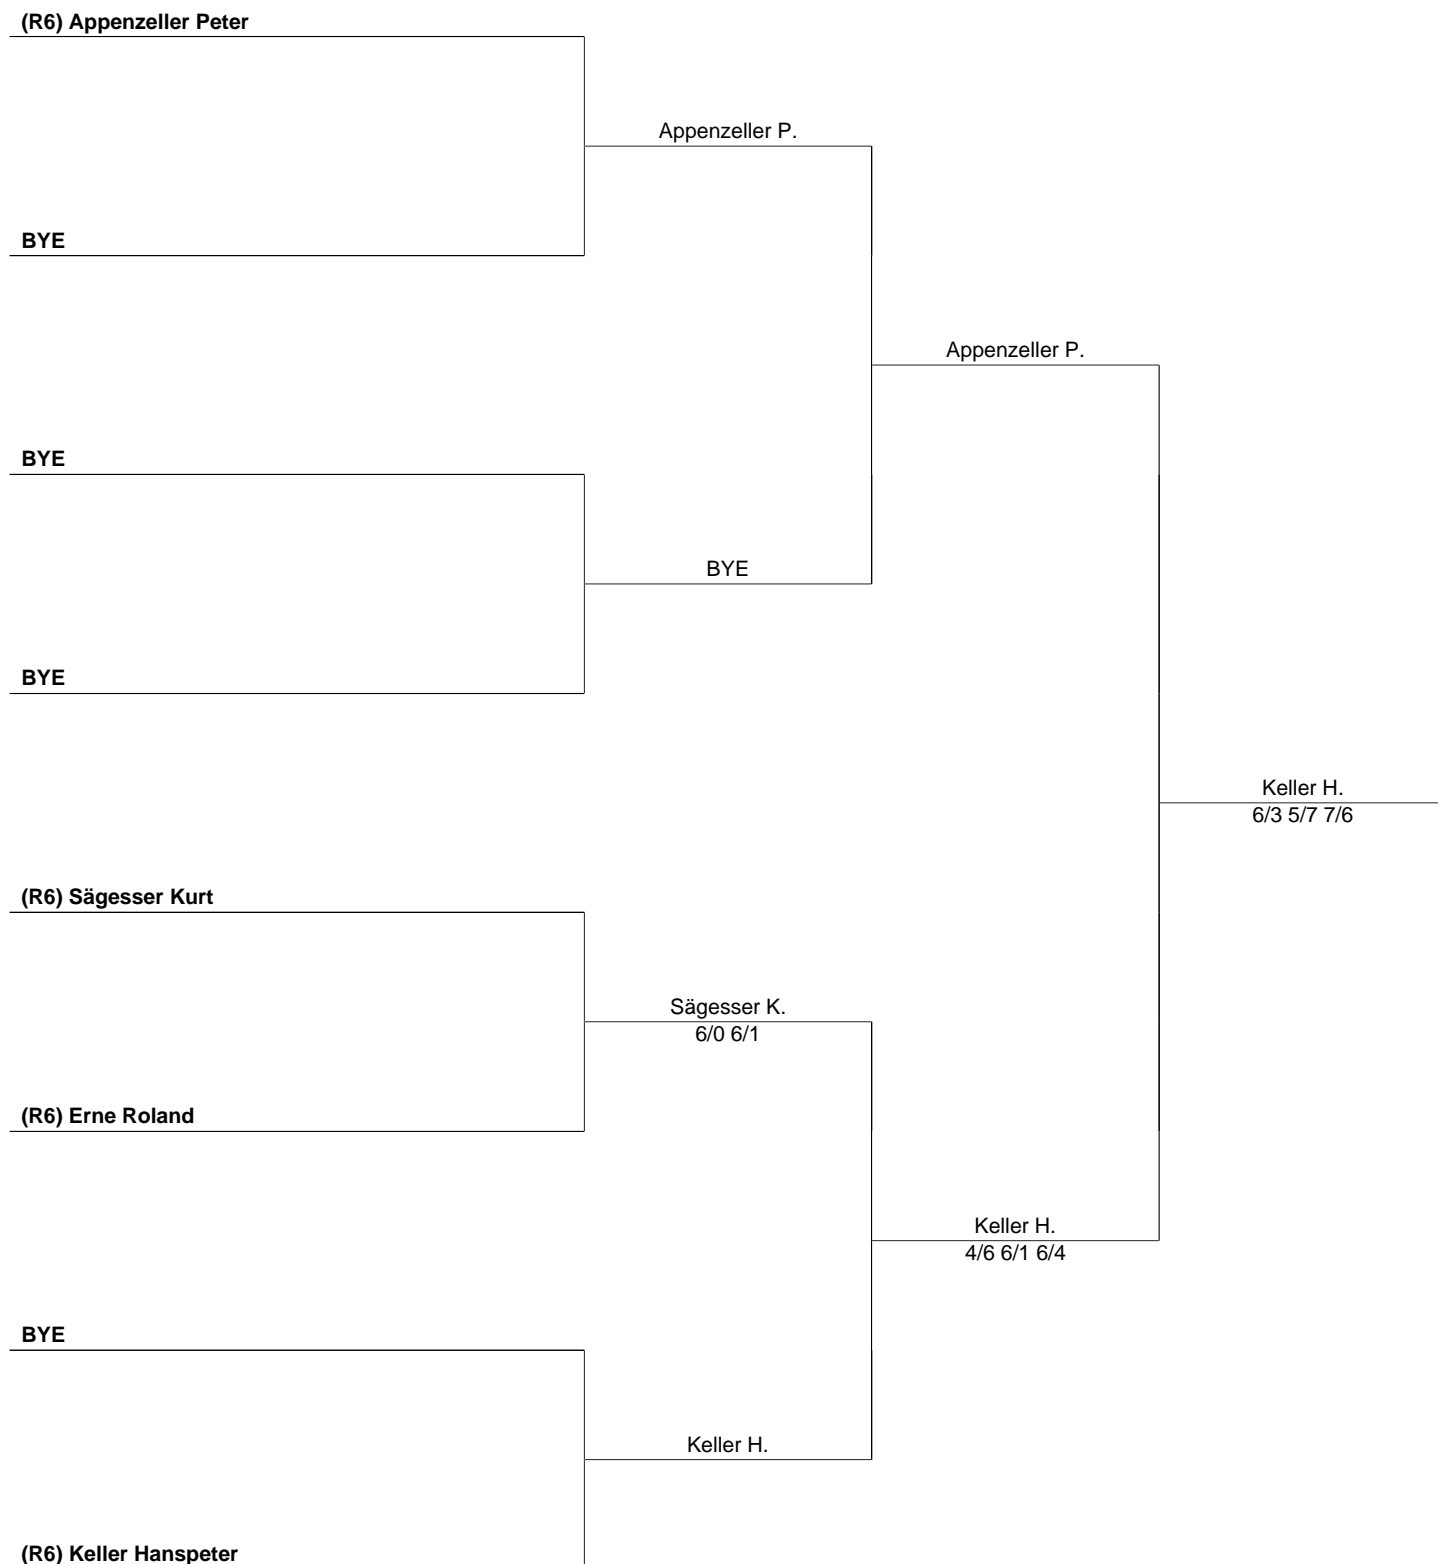 (R6) Appenzeller Peter
Appenzeller P.
BYE
Appenzeller P.
BYE
BYE
BYE
Keller H.
6/3 5/7 7/6
(R6) Sägesser Kurt
Sägesser K.
6/0 6/1
(R6) Erne Roland
Keller H.
4/6 6/1 6/4
BYE
Keller H.
(R6) Keller Hanspeter